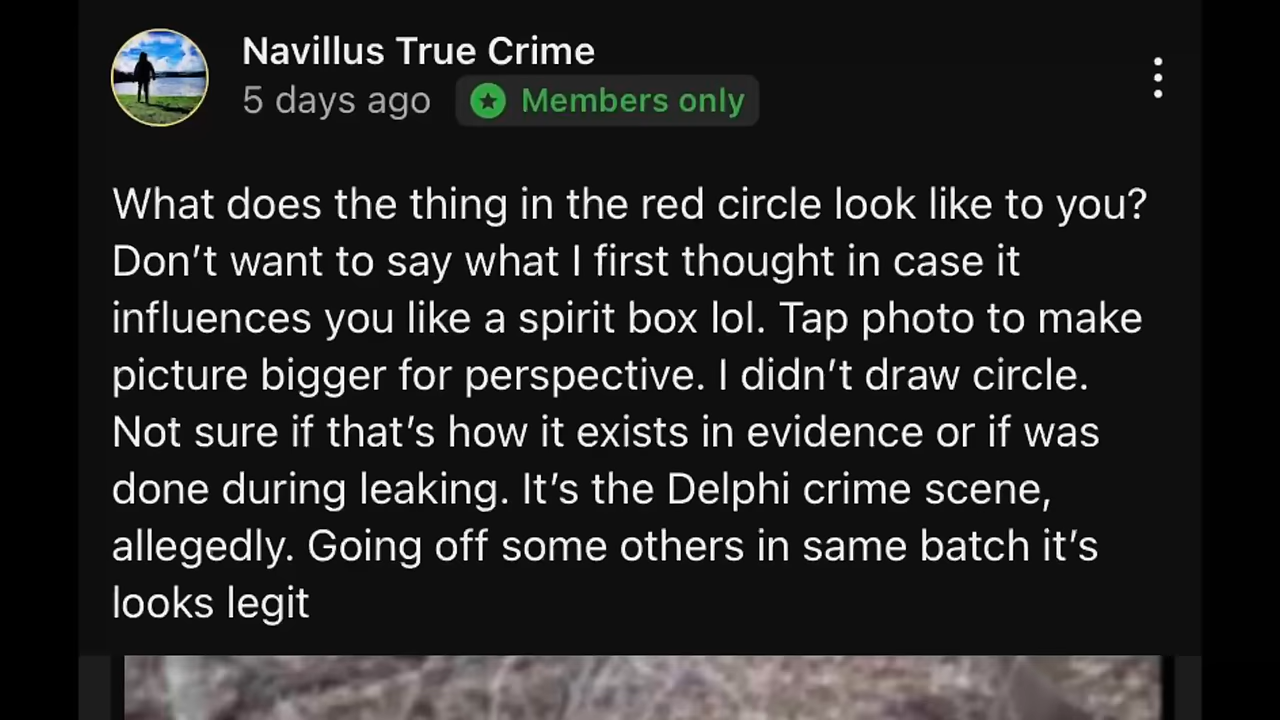 Navillus True Crime
5 days ago Members only
What does the thing in the red circle look like to you?
Don’t want to say what I first thought in case it
influences you like a spirit box lol. Tap photo to make
picture bigger for perspective. I didn’t draw circle.
Not sure if that’s how it exists in evidence or if was
done during leaking. It’s the Delphi crime scene,
allegedly. Going off some others in same batch it’s
looks legit